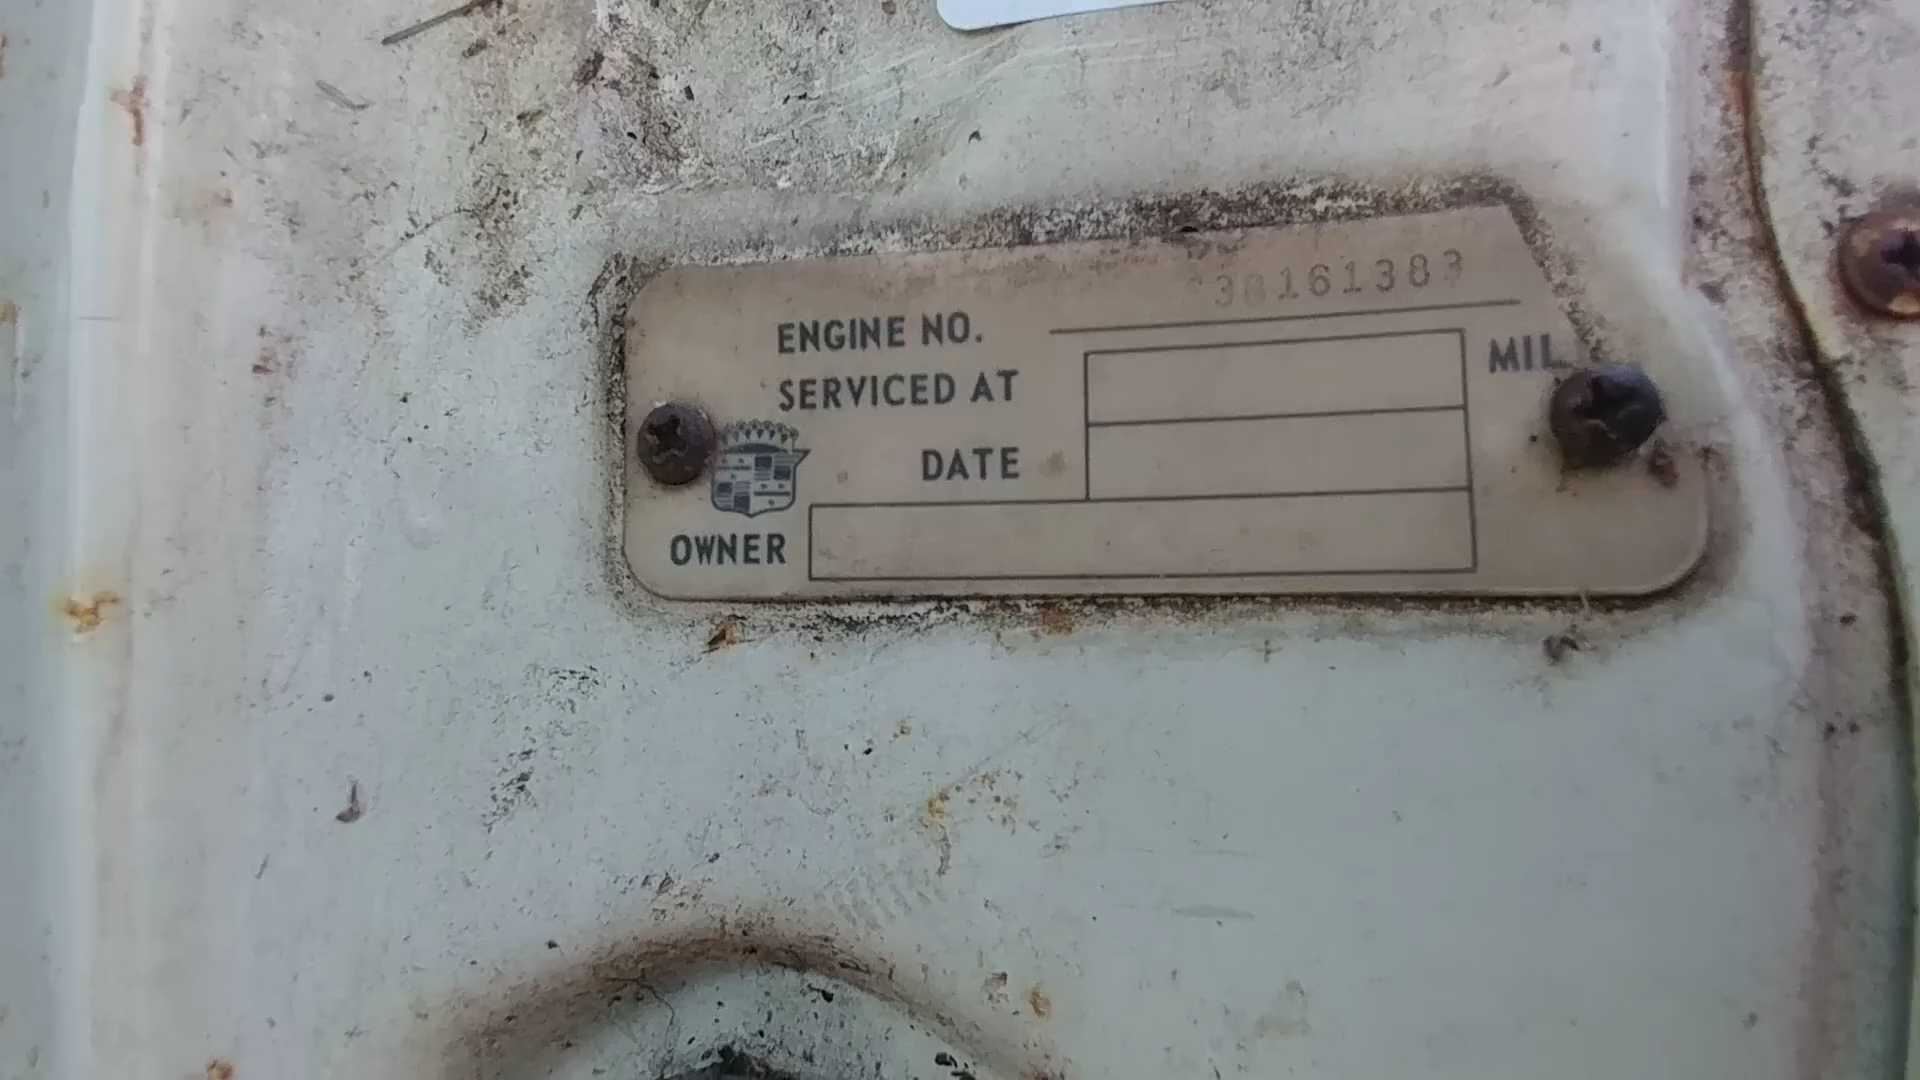 ENGINE NO. 38161383
SERVICED AT MIL.
DATE
OWNER